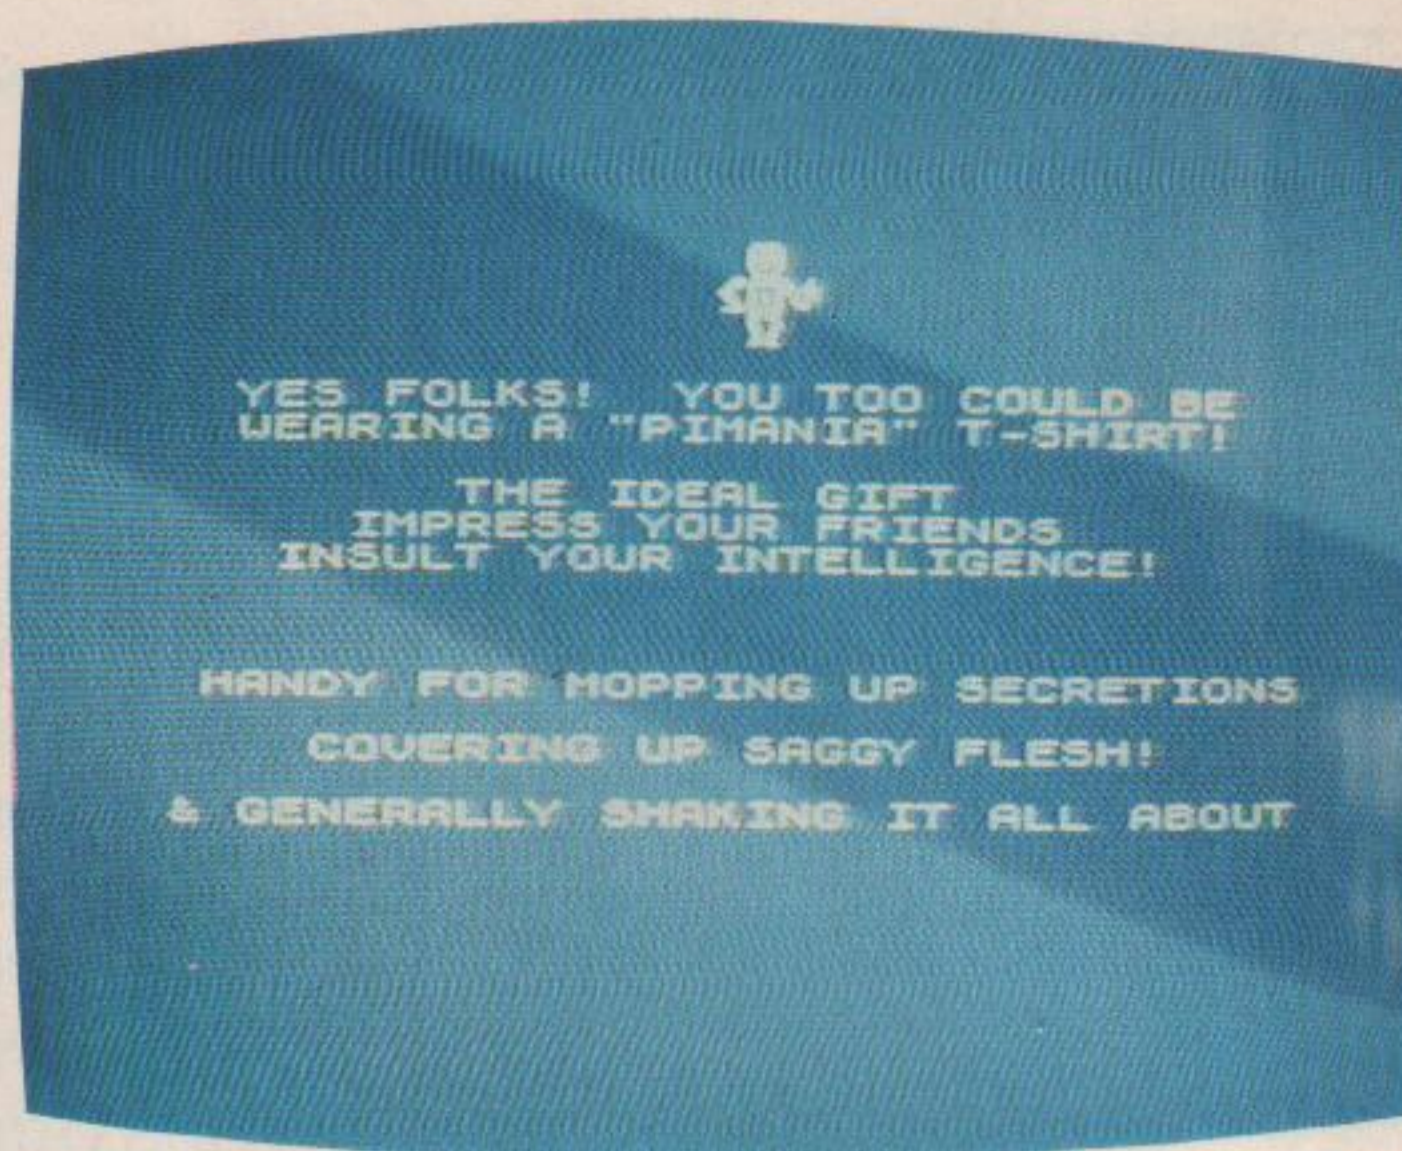 YES FOLKS!  YOU TOO COULD BE
WEARING A "PIMANIA" T-SHIRT!
THE IDEAL GIFT
IMPRESS YOUR FRIENDS
INSULT YOUR INTELLIGENCE!
HANDY FOR MOPPING UP SECRETIONS
COVERING UP SAGGY FLESH!
& GENERALLY SHAKING IT ALL ABOUT